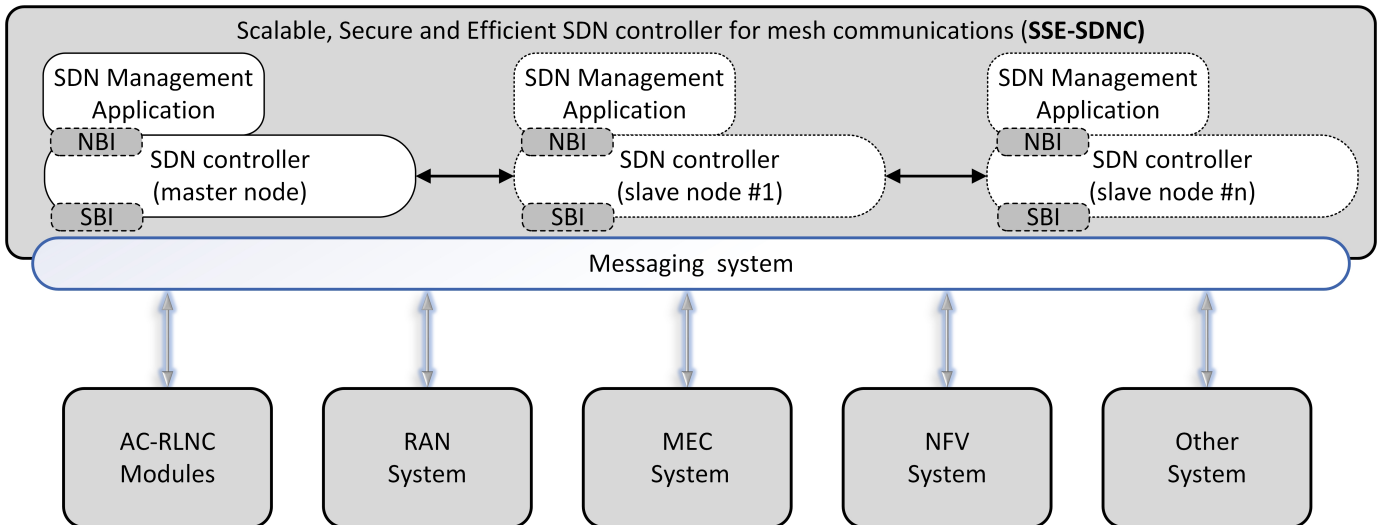 Scalable, Secure and Efficient SDN controller for mesh communications (SSE-SDNC)
SDN Management
Application
NBI
SDN controller
(master node)
SBI
SDN Management
Application
NBI
SDN controller
(slave node #1)
SBI
SDN Management
Application
NBI
SDN controller
(slave node #n)
SBI
Messaging system
AC-RLNC
Modules
RAN
System
MEC
System
NFV
System
Other
System